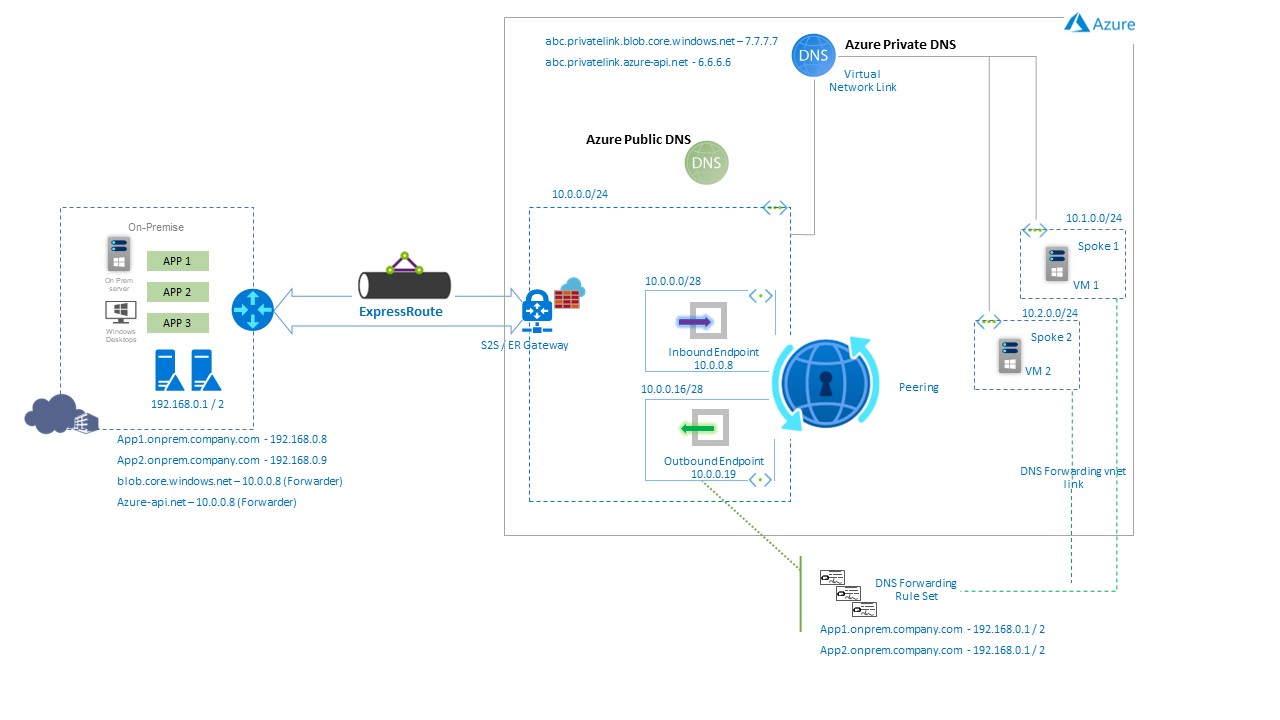 Azure
abc.privatelink.blob.core.windows.net – 7.7.7.7
abc.privatelink.azure-api.net - 6.6.6.6
DNS
Azure Private DNS
Virtual
Network Link
Azure Public DNS
DNS
10.0.0.0/24
On-Premise
On Prem
server
APP 1
APP 2
APP 3
Windows
Desktops
192.168.0.1 / 2
App1.onprem.company.com - 192.168.0.8
App2.onprem.company.com - 192.168.0.9
blob.core.windows.net – 10.0.0.8 (Forwarder)
Azure-api.net – 10.0.0.8 (Forwarder)
ExpressRoute
S2S / ER Gateway
10.0.0.0/28
Inbound Endpoint
10.0.0.8
10.0.0.16/28
Outbound Endpoint
10.0.0.19
Peering
10.1.0.0/24
Spoke 1
VM 1
10.2.0.0/24
Spoke 2
VM 2
DNS Forwarding vnet
link
DNS Forwarding
Rule Set
App1.onprem.company.com - 192.168.0.1 / 2
App2.onprem.company.com - 192.168.0.1 / 2